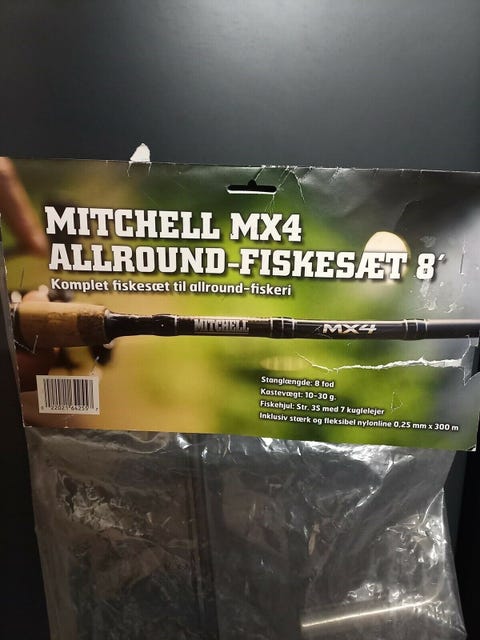 MITCHELL MX4
ALLROUND-FISKESÆT 8´
Komplet fiskesæt til allround-fiskeri
MITCHELL MX4
Stanglængde: 8 fod
Kastevægt: 10-30 g.
Fiskehjul: Str. 35 med 7 kuglelejer
Inklusiv stærk og fleksibel nylonline 0,25 mm x 300 m